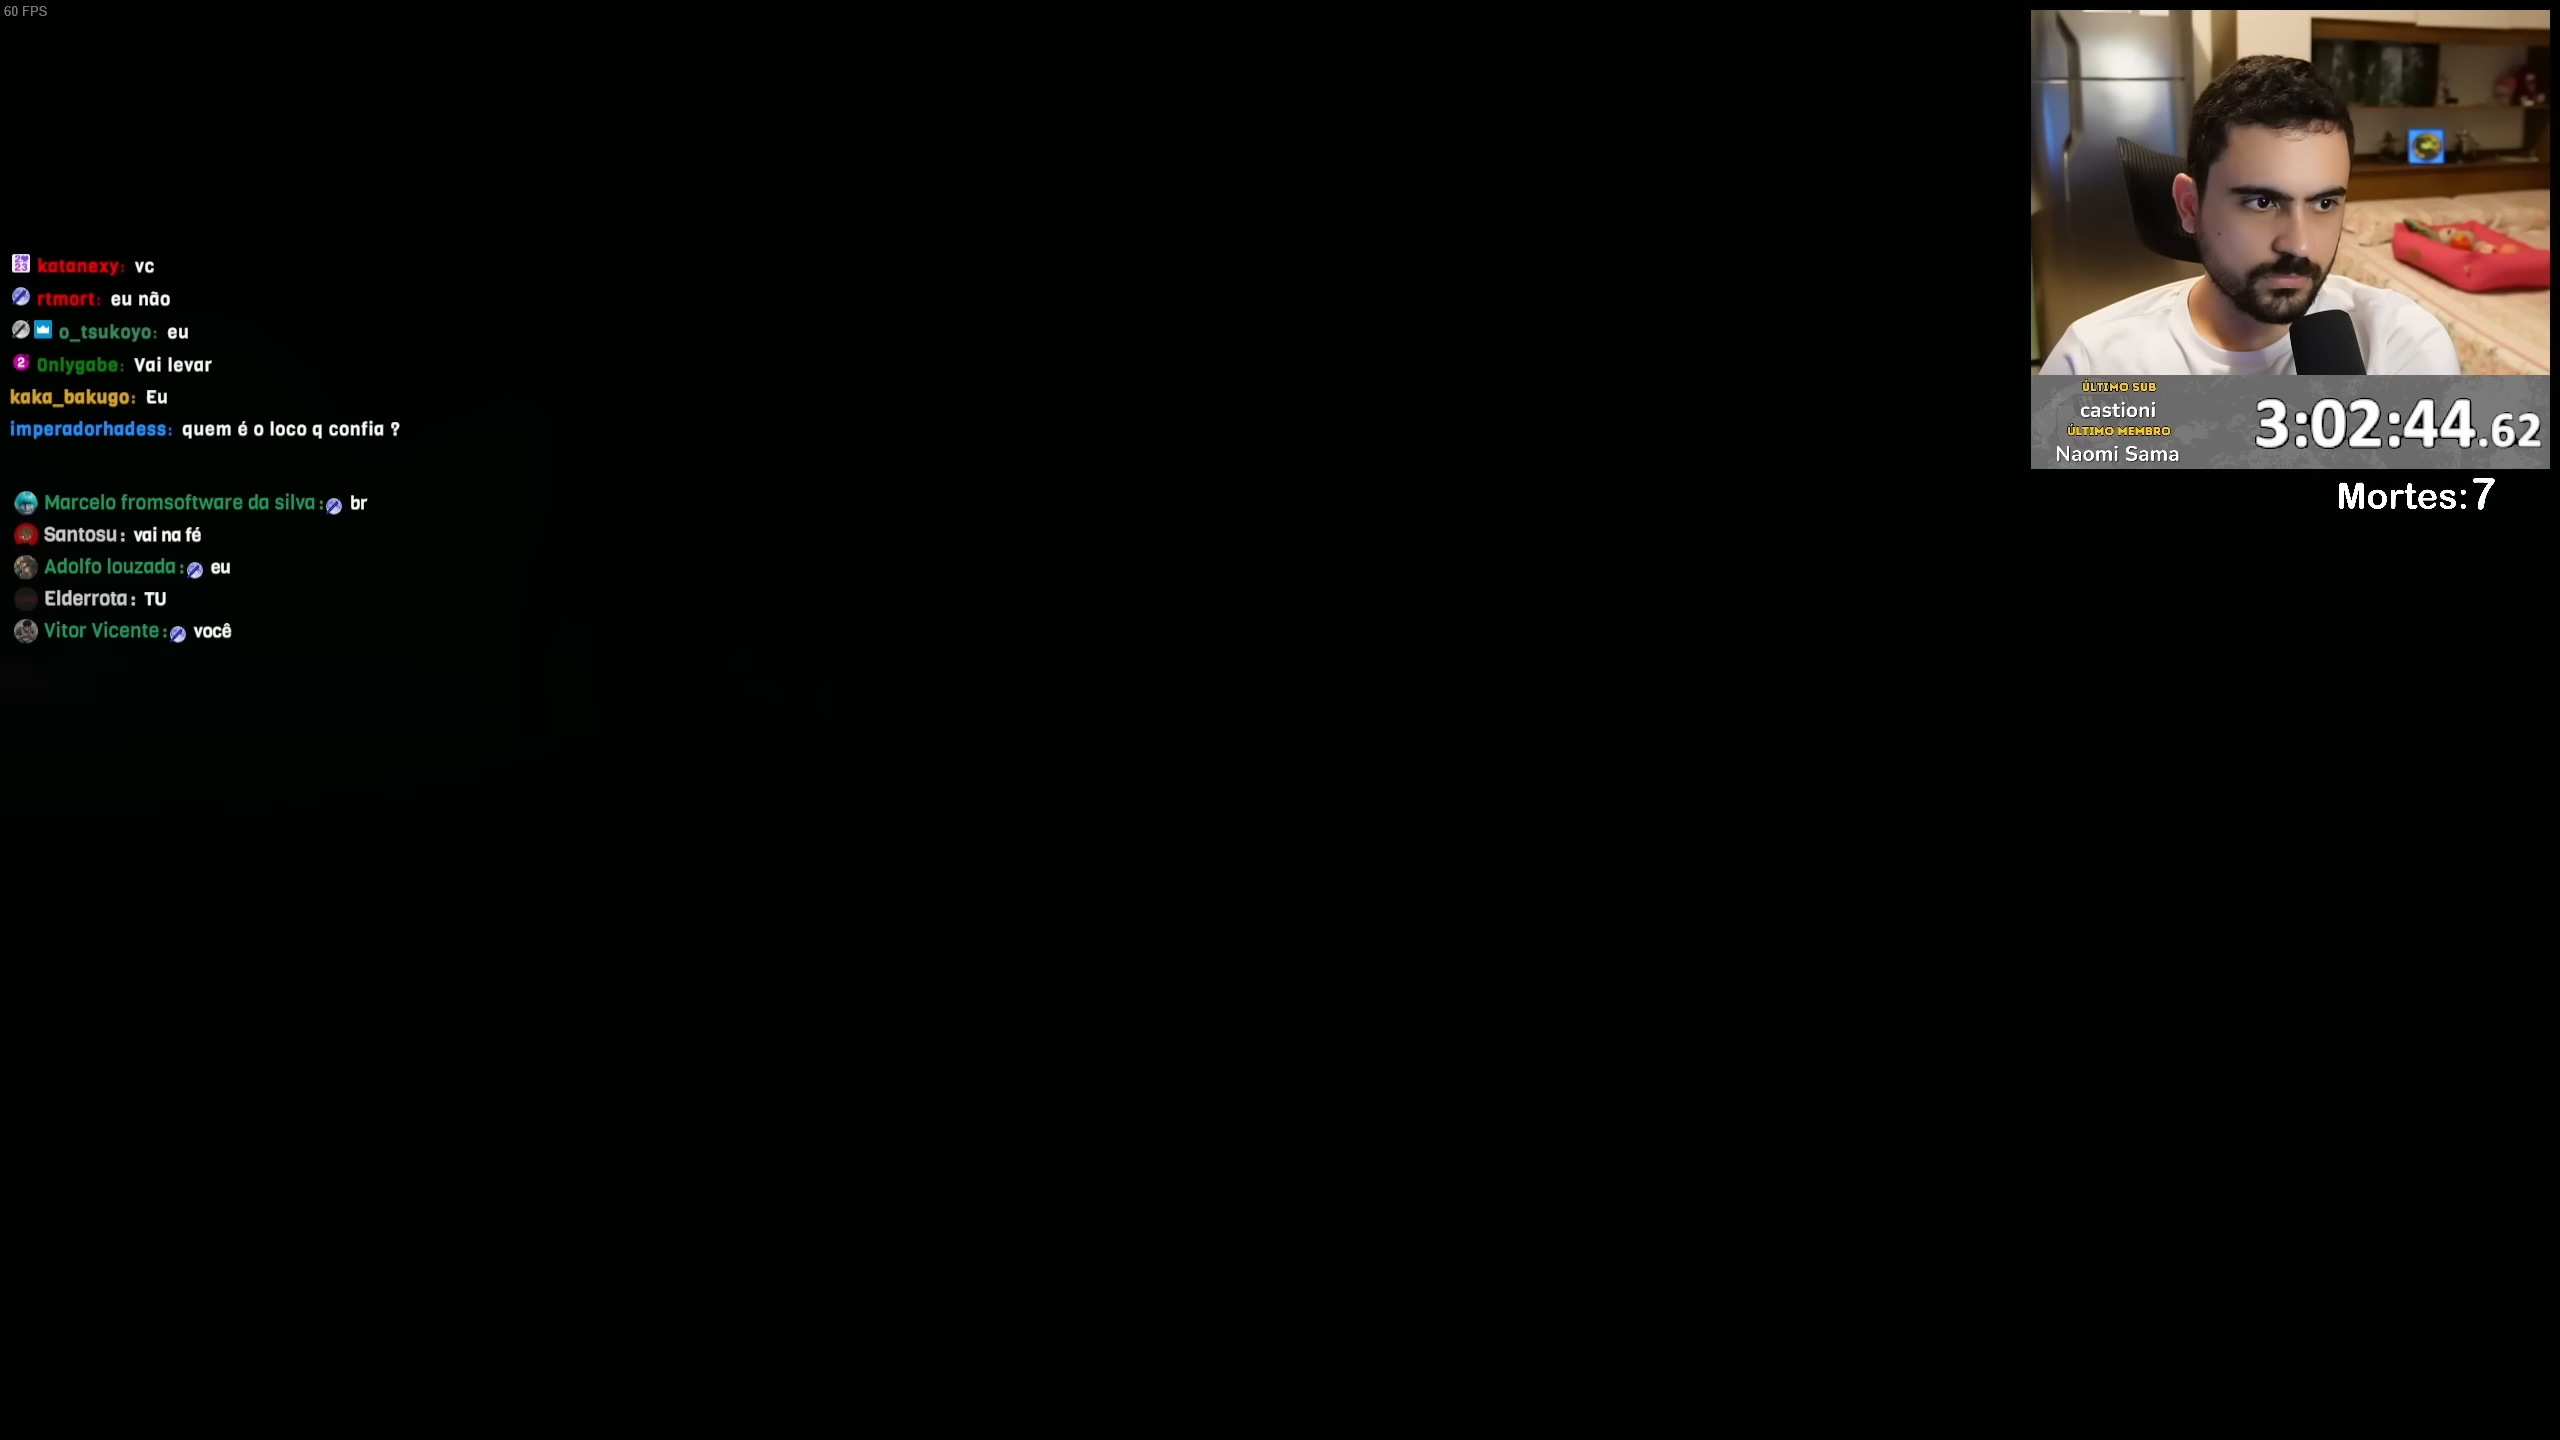 60 FPS
katanexy: vc
rtmort: eu não
o_tsukoyo: eu
2 0nlygabe: Vai levar
kaka_bakugo: Eu
imperadorhadess: quem é o loco q confia ?
Marcelo fromsoftware da silva: br
Santosu: vai na fé
Adolfo louzada: eu
Elderrota: TU
Vitor Vicente: você
ÚLTIMO SUB
castioni
ÚLTIMO MEMBRO
Naomi Sama
3:02:44.62
Mortes: 7